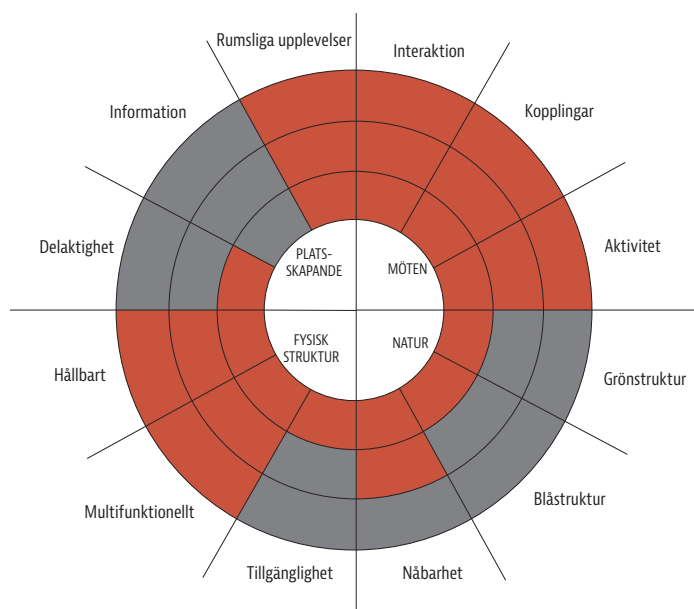 Rumsliga upplevelser
Interaktion
Information
Kopplingar
Delaktighet
Aktivitet
PLATS-
SKAPANDE
MÖTEN
FYSISK
STRUKTUR
NATUR
Hållbart
Grönstruktur
Multifunktionellt
Blåstruktur
Tillgänglighet
Nåbarhet